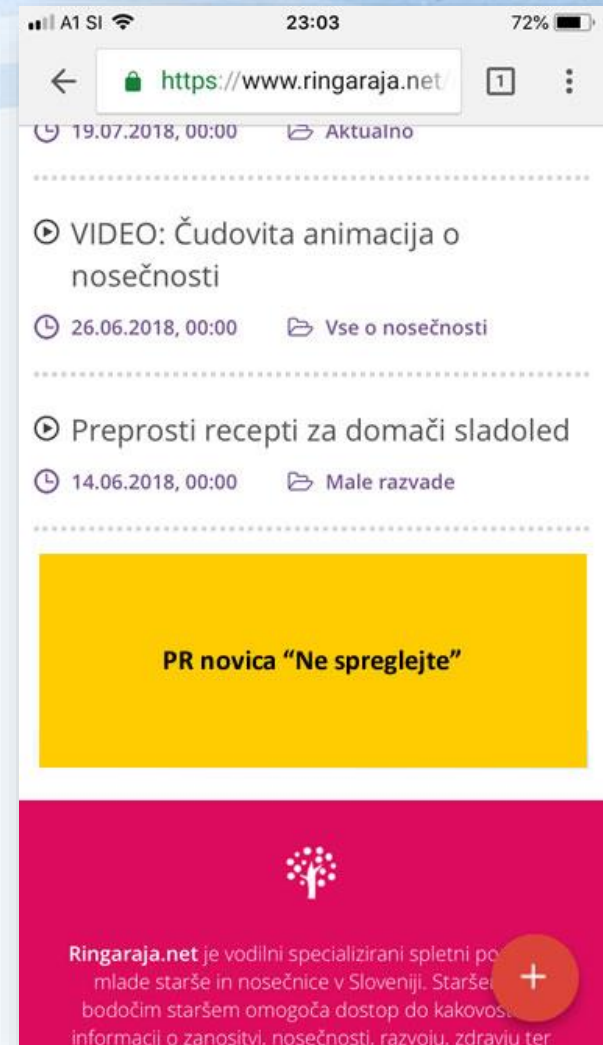 A1 SI 23:03 72%
https://www.ringaraja.net/ 1
19.07.2018, 00:00 Aktualno
VIDEO: Čudovita animacija o
nosečnosti
26.06.2018, 00:00 Vse o nosečnosti
Preprosti recepti za domači sladoled
14.06.2018, 00:00 Male razvade
PR novica “Ne spreglejte”
Ringaraja.net je vodilni specializirani spletni
mlade starše in nosečnice v Sloveniji.
bodočim staršem omogoča dostop do
informacij o zanositvi, nosečnosti, razvoju, zdravju ter